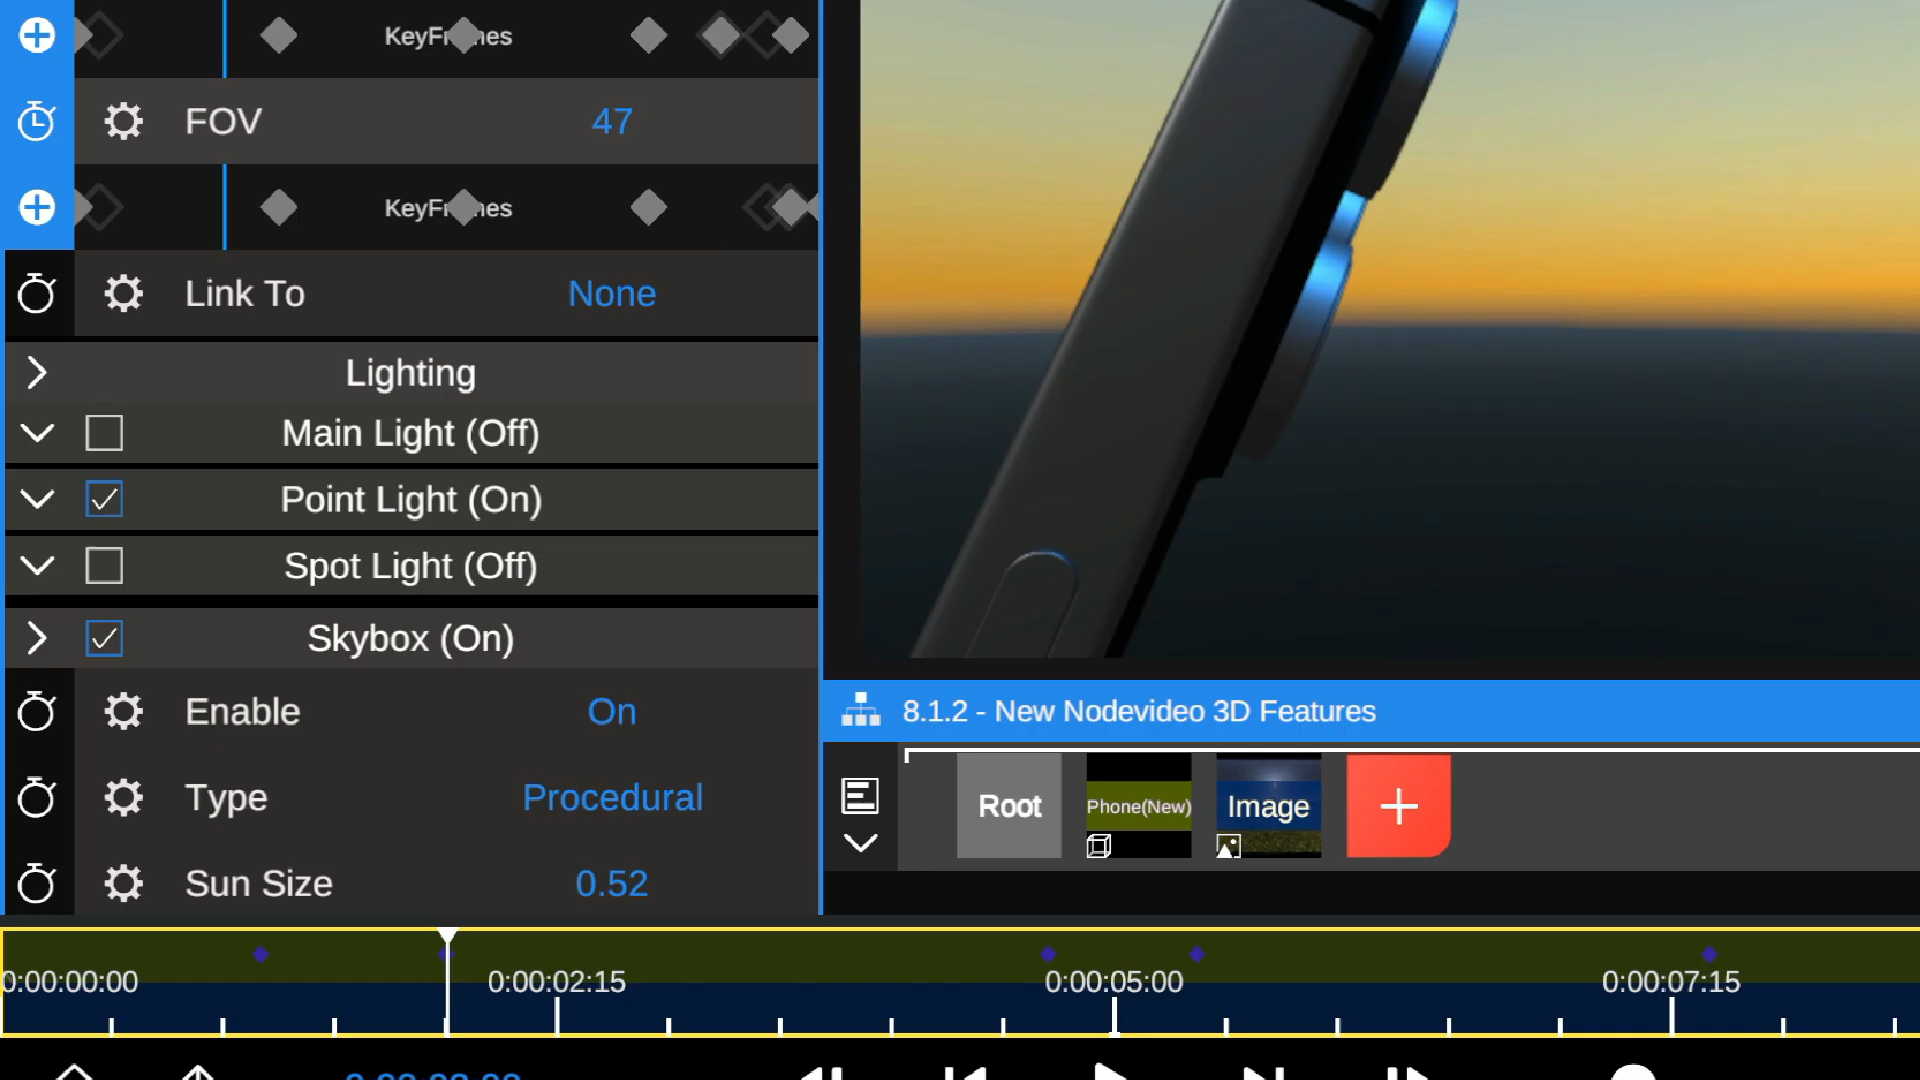 KeyFrames
FOV 47
KeyFrames
Link To None
Lighting
Main Light (Off)
Point Light (On)
Spot Light (Off)
Skybox (On)
Enable On
Type Procedural
Sun Size 0.52
8.1.2 - New Nodevideo 3D Features
Root Phone(New) Image
0:00:00:00 0:00:02:15 0:00:05:00 0:00:07:15